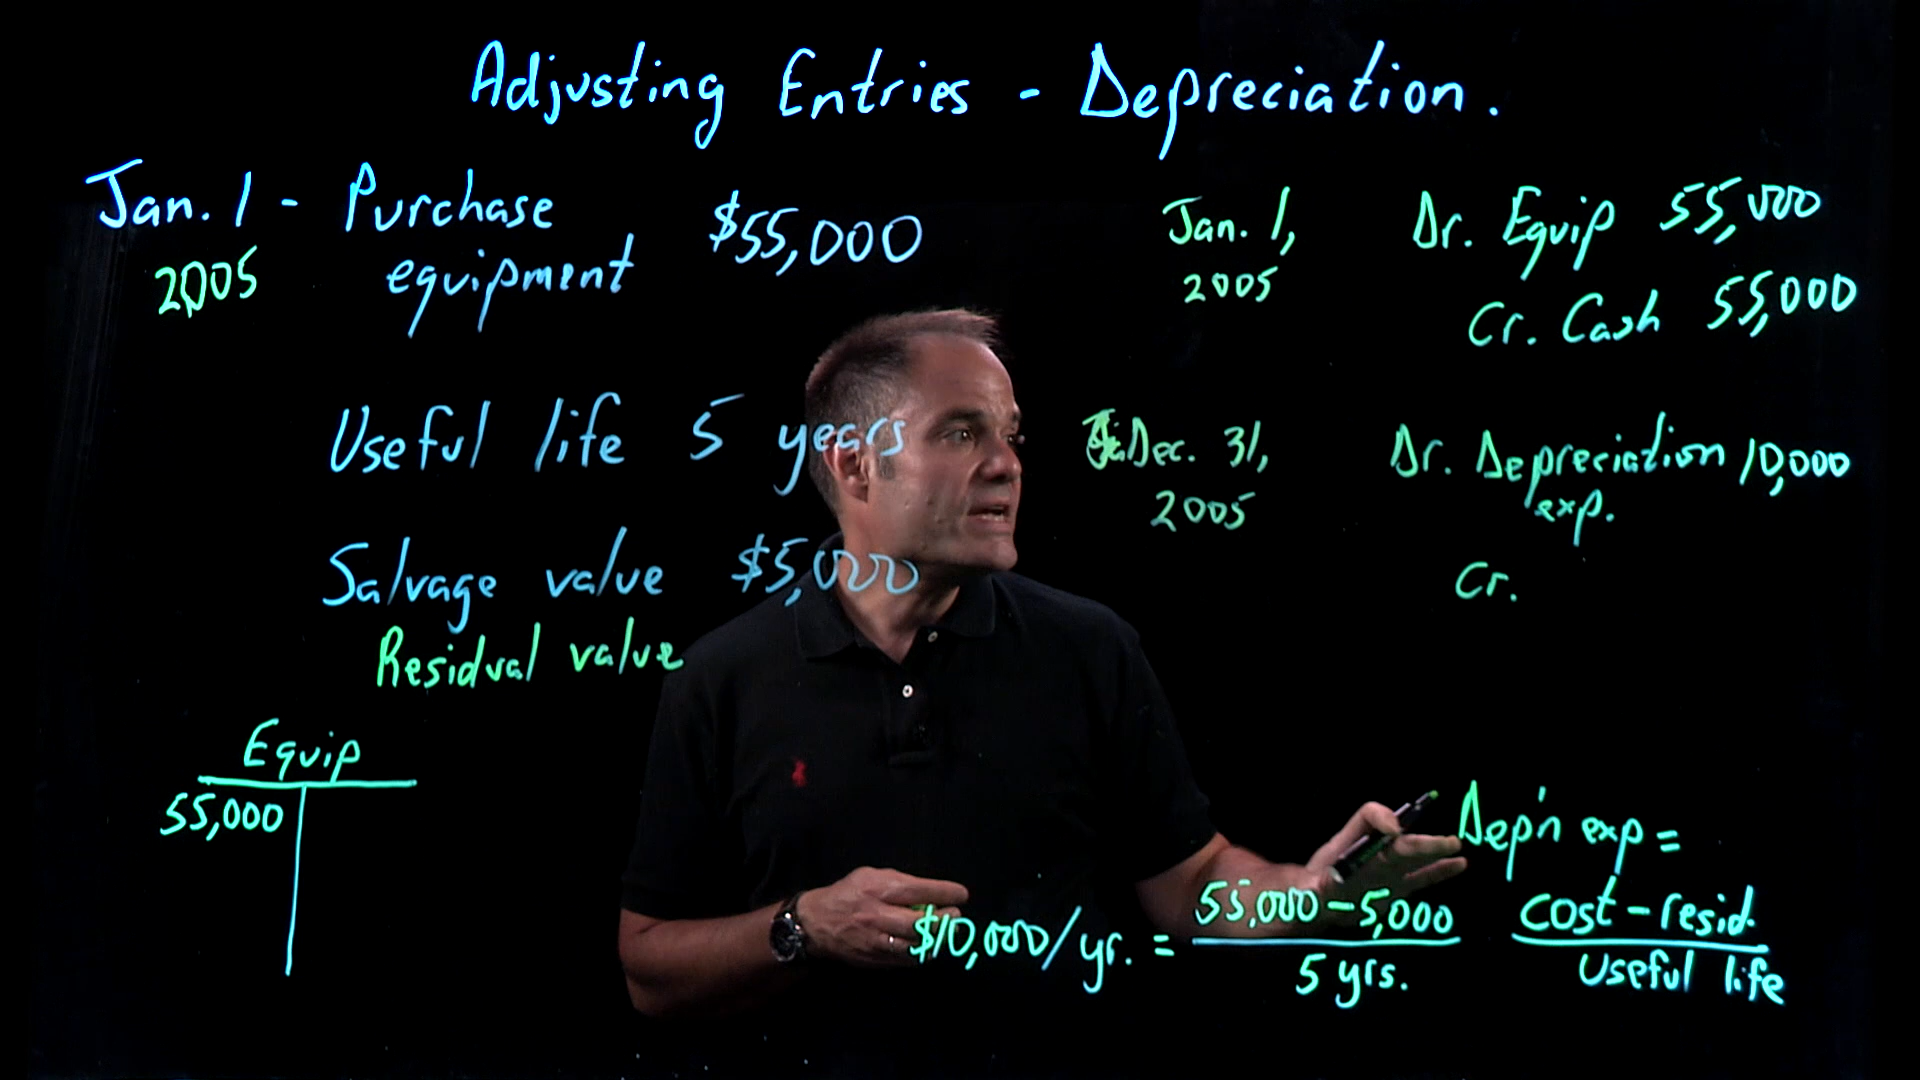 Adjusting Entries - Depreciation.
Jan. 1 - Purchase
2005 equipment $55,000
Useful life 5 years
Salvage value $5,000
Residual value
Equip
55,000
Jan. 1, Dr. Equip 55,000
2005 Cr. Cash 55,000
Dec. 31, Dr. Depreciation 10,000
2005 exp.
Cr.
Dep'n exp =
$10,000/yr. = 55,000 - 5,000 cost - resid.
5 yrs. useful life